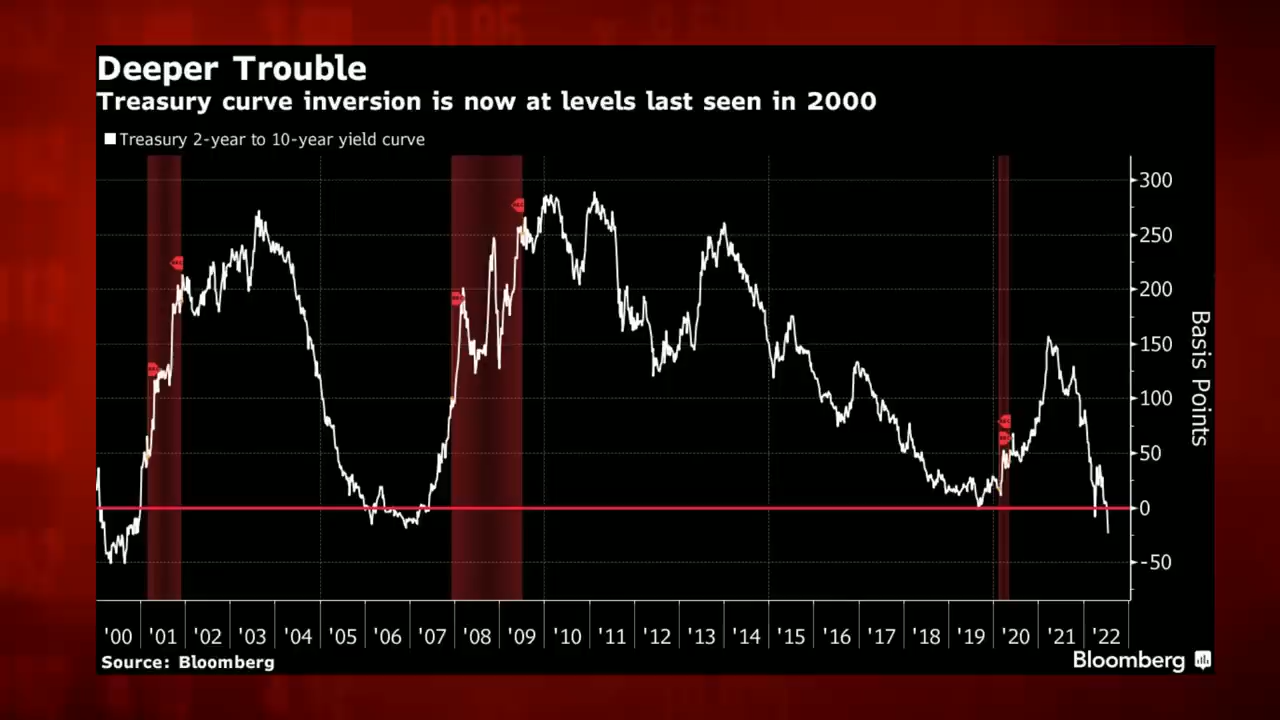 Deeper Trouble
Treasury curve inversion is now at levels last seen in 2000
Treasury 2-year to 10-year yield curve
300
250
200
150
100
50
0
-50
Basis Points
'00 '01 '02 '03 '04 '05 '06 '07 '08 '09 '10 '11 '12 '13 '14 '15 '16 '17 '18 '19 '20 '21 '22
Source: Bloomberg
Bloomberg